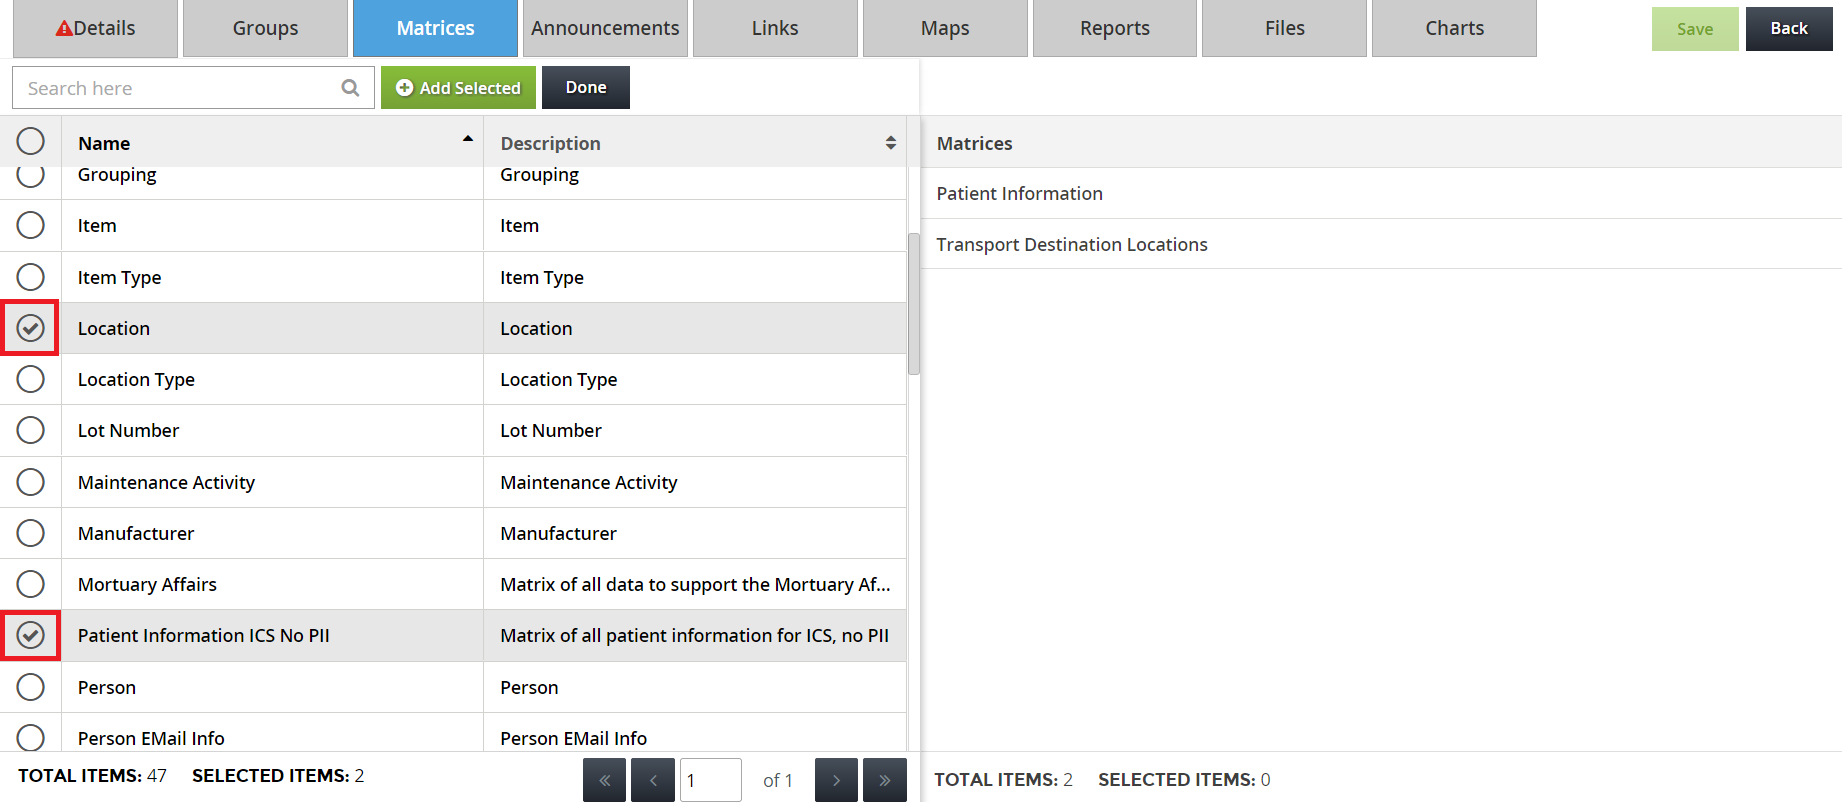 Details Groups Matrices Announcements Links Maps Reports Files Charts Save Back
Search here Add Selected Done
Name Description
Grouping Grouping
Item Item
Item Type Item Type
Location Location
Location Type Location Type
Lot Number Lot Number
Maintenance Activity Maintenance Activity
Manufacturer Manufacturer
Mortuary Affairs Matrix of all data to support the Mortuary Af...
Patient Information ICS No PII Matrix of all patient information for ICS, no PII
Person Person
Person EMail Info Person EMail Info
TOTAL ITEMS: 47 SELECTED ITEMS: 2 « ‹ 1 of 1 › »
Matrices
Patient Information
Transport Destination Locations
TOTAL ITEMS: 2 SELECTED ITEMS: 0